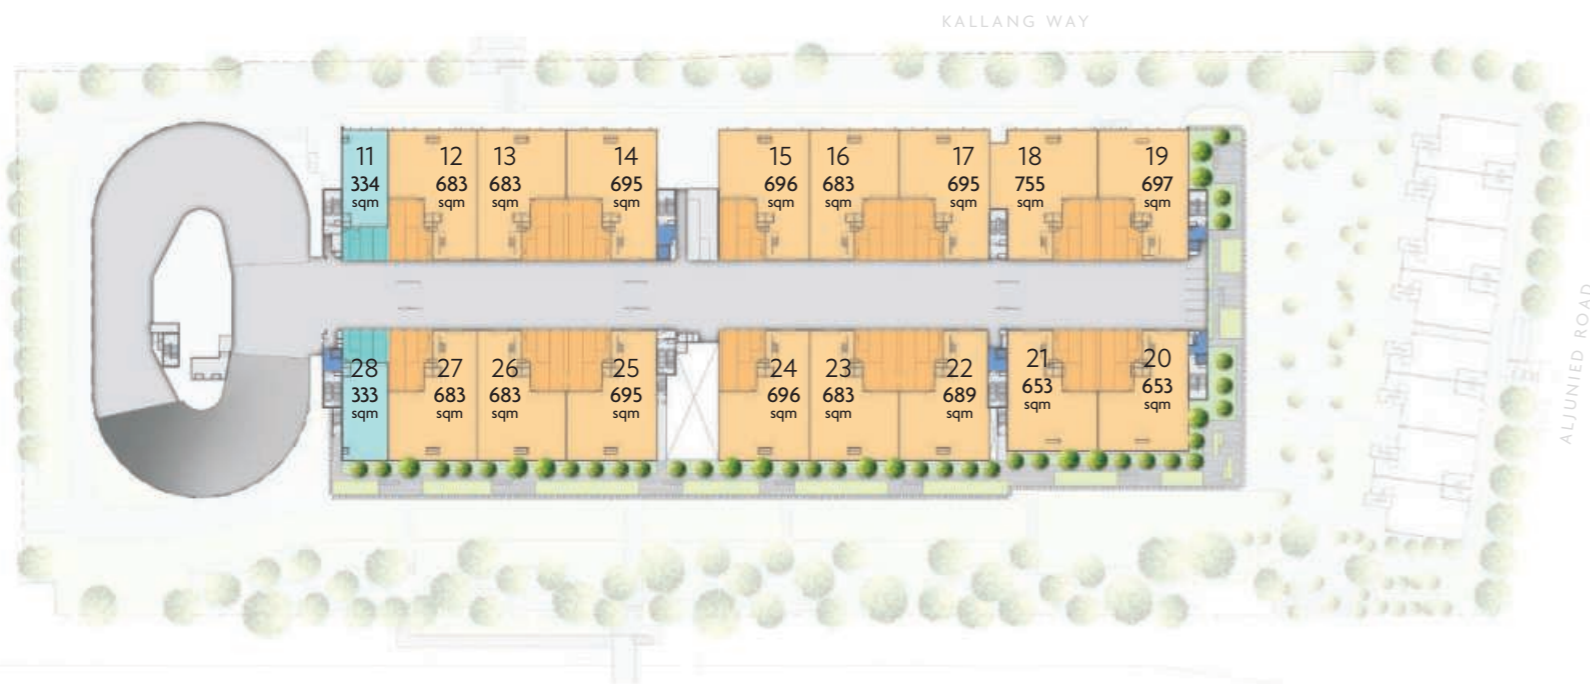 KALLANG WAY
11 12 13 14 15 16 17 18 19
334 683 683 695 696 683 695 755 697
sqm sqm sqm sqm sqm sqm sqm sqm sqm
28 27 26 25 24 23 22 21 20
333 683 683 695 696 683 689 653 653
sqm sqm sqm sqm sqm sqm sqm sqm sqm
ALJUNIED ROAD